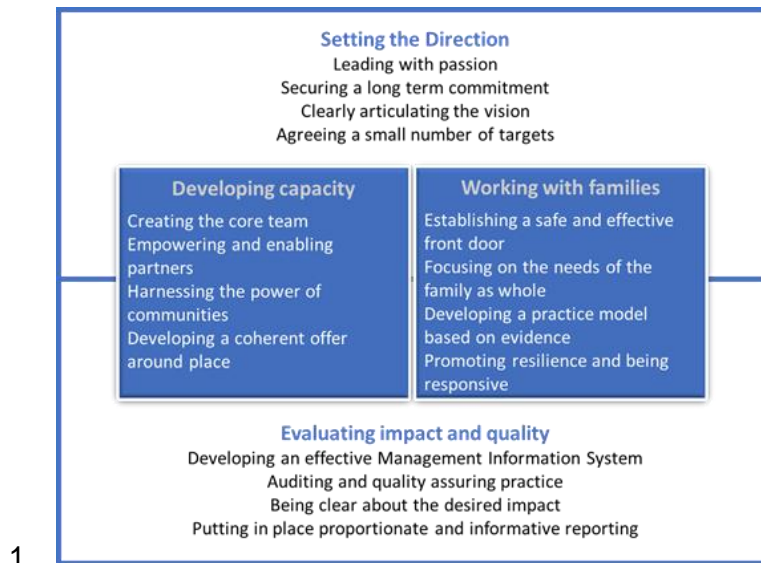 Setting the Direction
Leading with passion
Securing a long term commitment
Clearly articulating the vision
Agreeing a small number of targets
Developing capacity
Creating the core team
Empowering and enabling
partners
Harnessing the power of
communities
Developing a coherent offer
around place
Working with families
Establishing a safe and effective
front door
Focusing on the needs of the
family as whole
Developing a practice model
based on evidence
Promoting resilience and being
responsive
Evaluating impact and quality
Developing an effective Management Information System
Auditing and quality assuring practice
Being clear about the desired impact
Putting in place proportionate and informative reporting
1